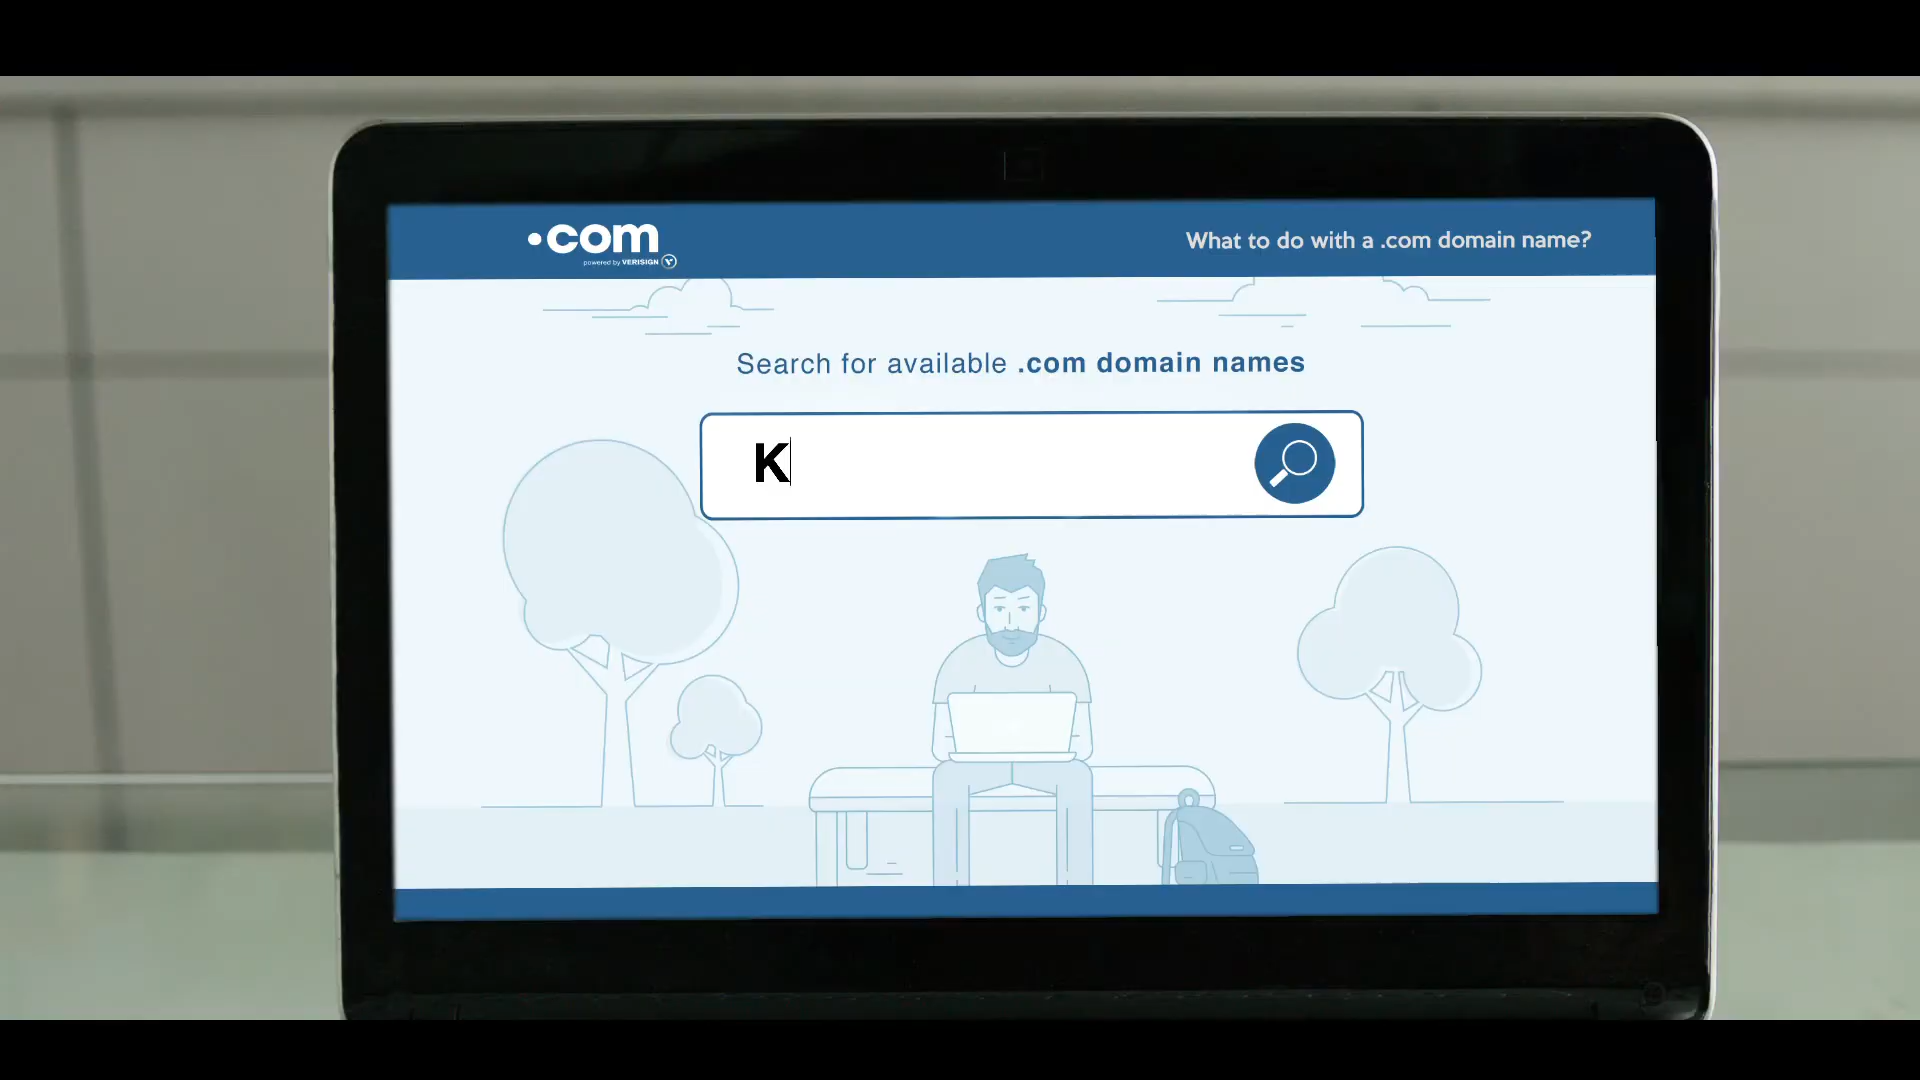 .com
powered by VERISIGN
What to do with a .com domain name?
Search for available .com domain names
K